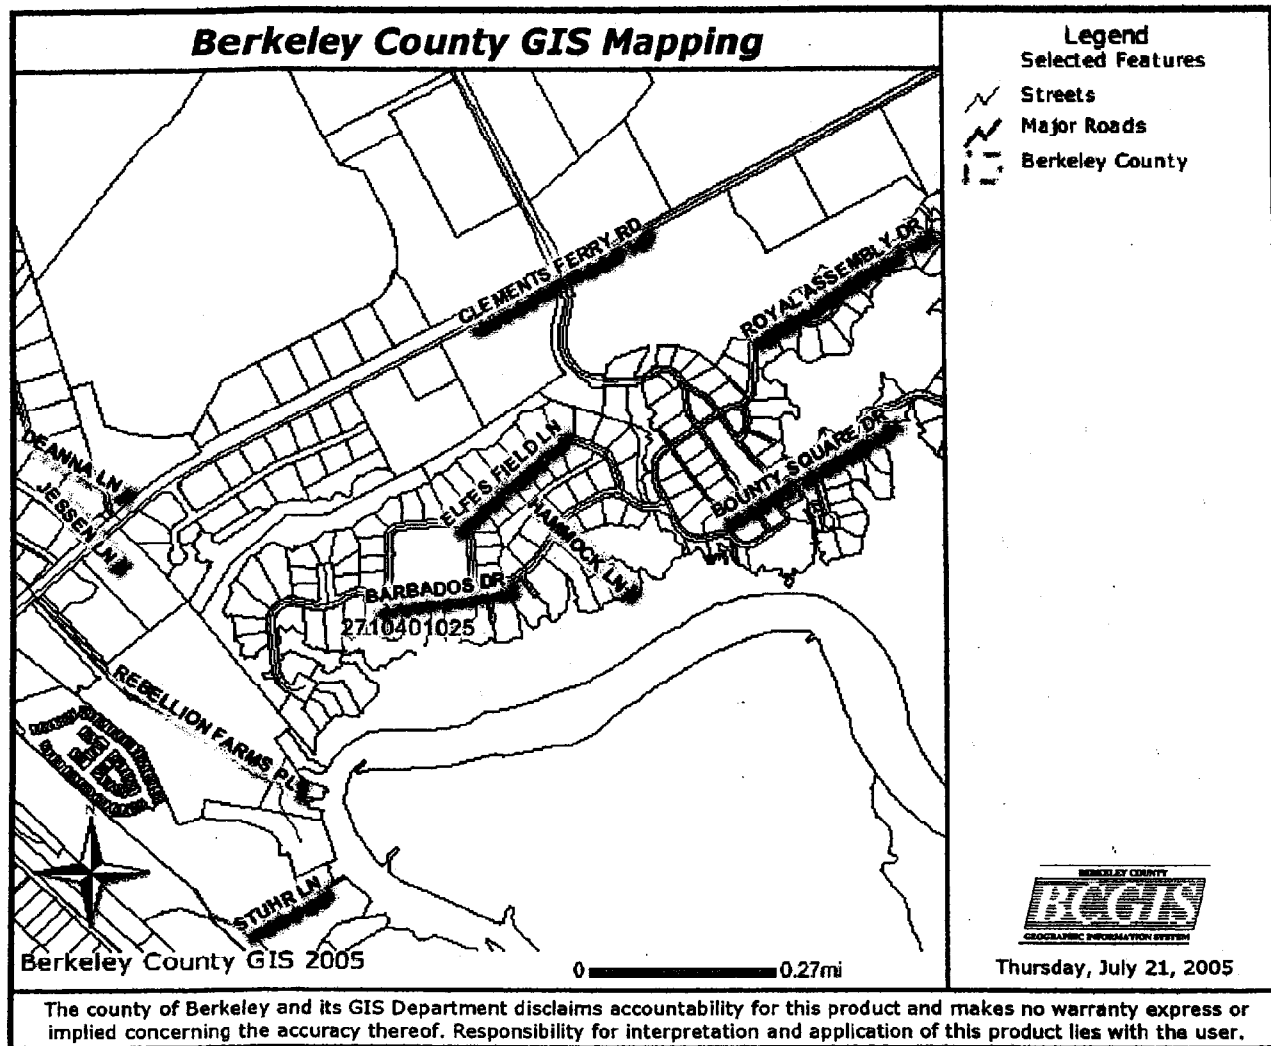 Berkeley County GIS Mapping
Legend
Selected Features
Streets
Major Roads
Berkeley County
CLEMENTS FERRY RD
ROYAL ASSEMBLY DR
DEANNA LN
JESSEN LN
ELFES FIELD LN
BOUNTY SQUARE DR
HAMMOCK LN
BARBADOS DR
2710401025
REBELLION FARMS PL
N
STUHR LN
Berkeley County GIS 2005
0 0.27mi
BERKELEY COUNTY
BCGIS
GEOGRAPHIC INFORMATION SYSTEM
Thursday, July 21, 2005
The county of Berkeley and its GIS Department disclaims accountability for this product and makes no warranty express or
implied concerning the accuracy thereof. Responsibility for interpretation and application of this product lies with the user.